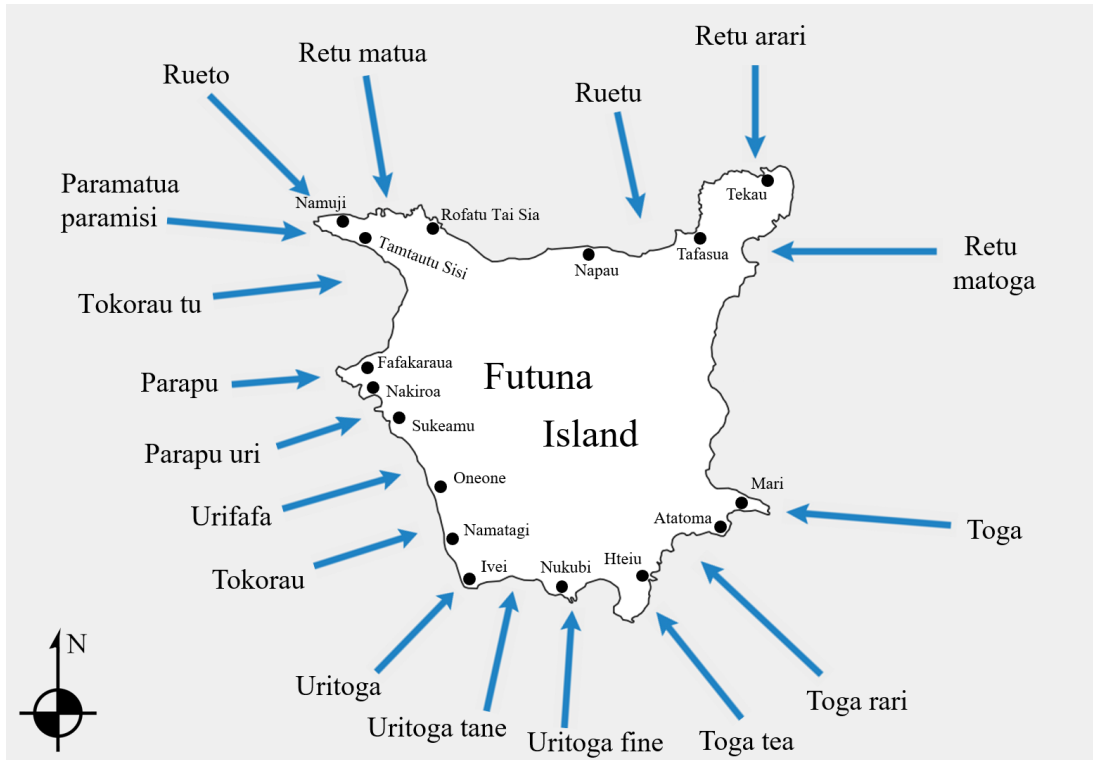 Retu arari
Retu matua
Rueto
Ruetu
Paramatua
paramisi
Tekau
Namuji
Rofatu Tai Sia
Tamtautu Sisi
Napau
Tafasua
Retu
matoga
Tokorau tu
Fafakaraua
Parapu
Nakiroa
Futuna
Island
Sukeamu
Parapu uri
Oneone
Mari
Urifafa
Atatoma
Toga
Namatagi
Tokorau
Ivei
Nukubi
Hteiu
N
Uritoga
Toga rari
Uritoga tane
Uritoga fine
Toga tea